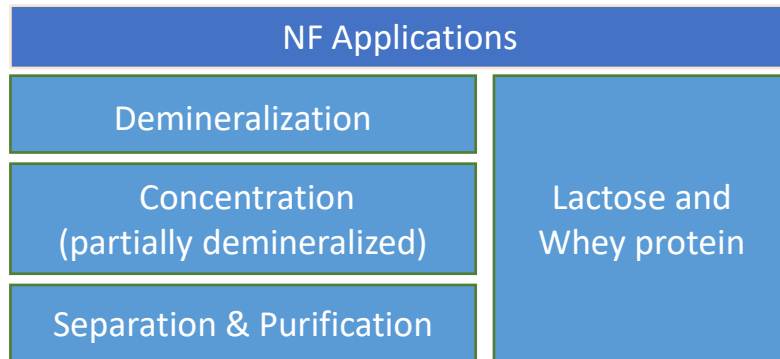 NF Applications
Demineralization
Concentration
(partially demineralized)
Separation & Purification
Lactose and
Whey protein